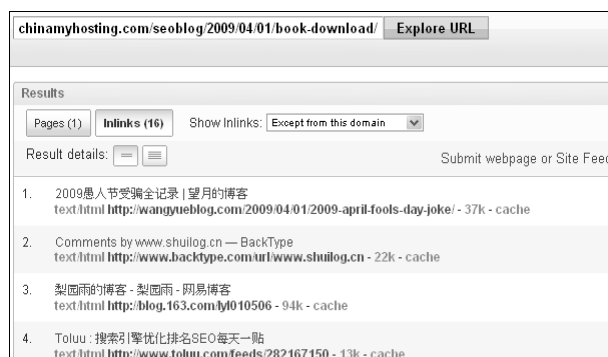 chinamyhosting.com/seoblog/2009/04/01/book-download/ Explore URL
Results
Pages (1) Inlinks (16) Show Inlinks: Except from this domain
Result details: Submit webpage or Site Feed
1. 2009愚人节受骗全记录 | 望月的博客
text/html http://wangyueblog.com/2009/04/01/2009-april-fools-day-joke/ - 37k - cache
2. Comments by www.shuilog.cn — BackType
text/html http://www.backtype.com/url/www.shuilog.cn - 22k - cache
3. 梨园雨的博客 - 梨园雨 - 网易博客
text/html http://blog.163.com/lyl010506 - 94k - cache
4. Toluu : 搜索引擎优化排名SEO每天一贴
text/html http://www.toluu.com/feeds/282167150 - 13k - cache